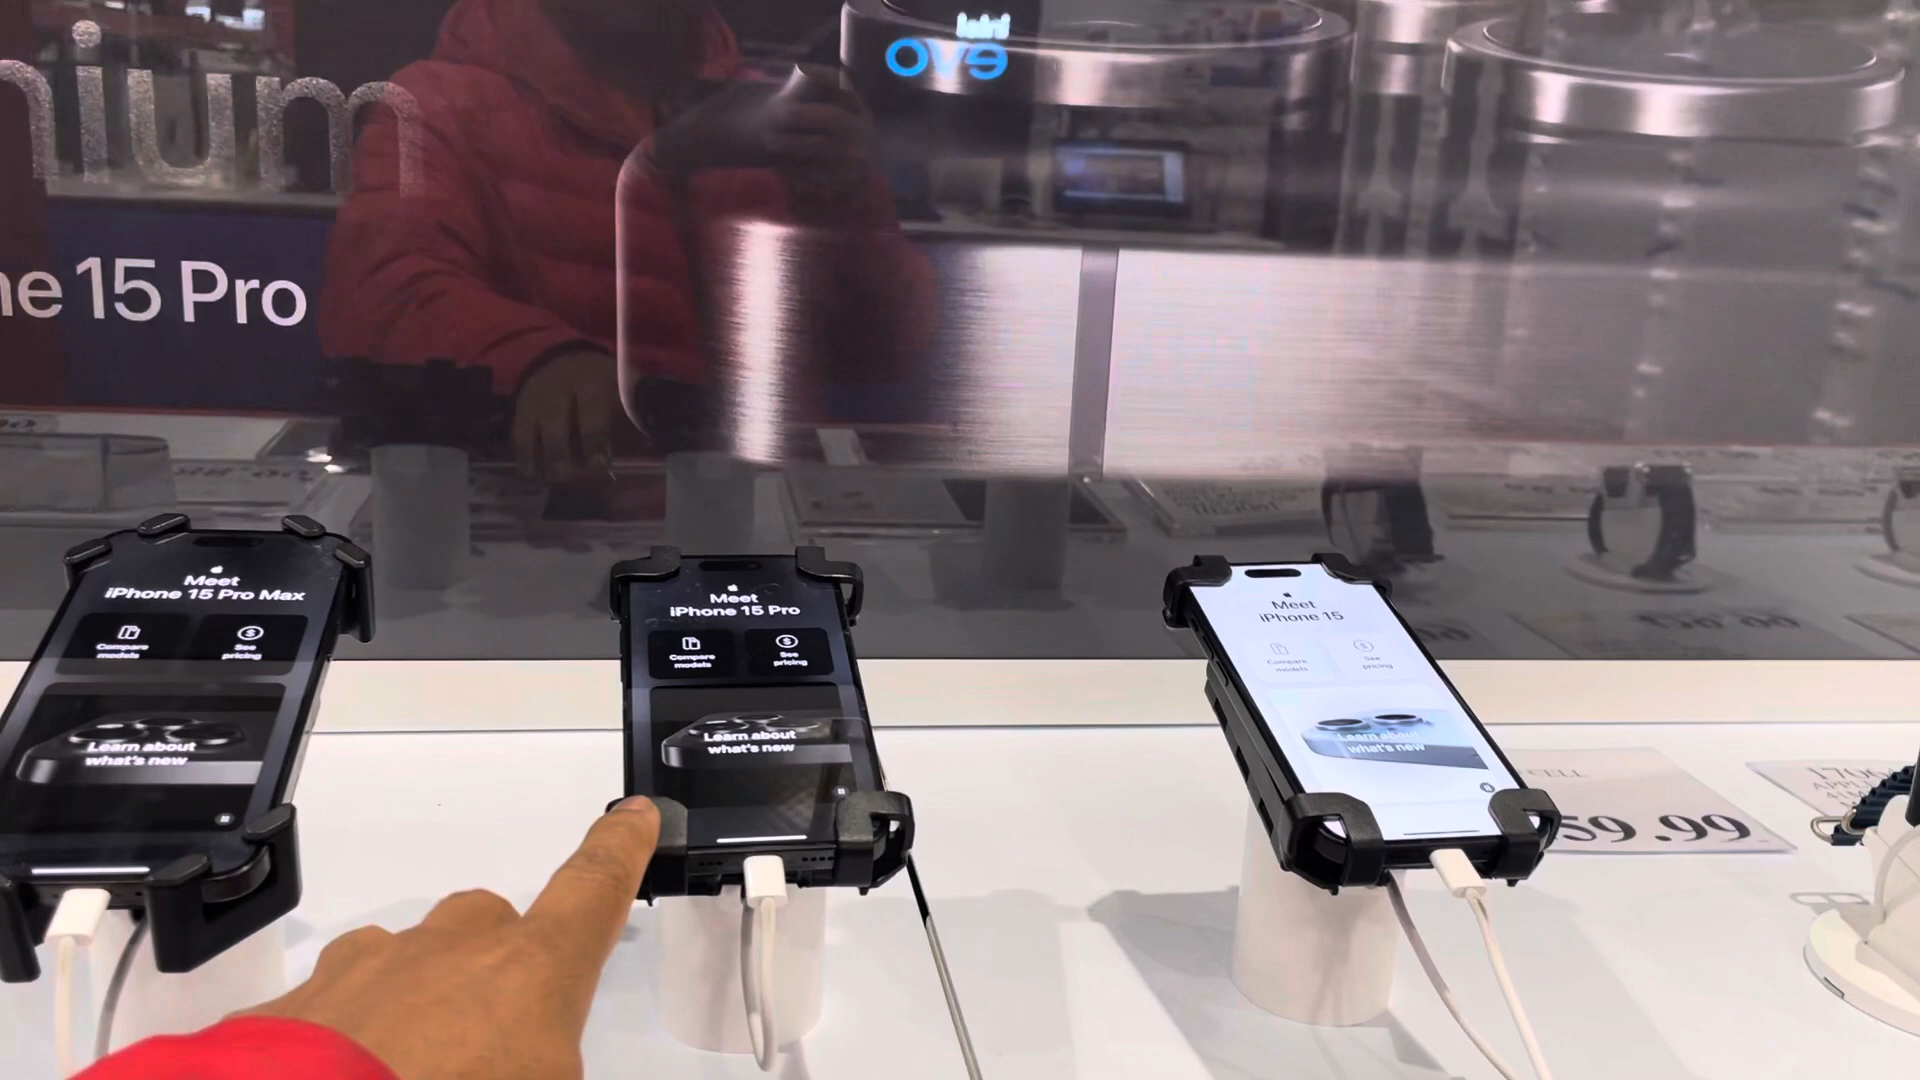 nium
ne 15 Pro
evo
Meet
iPhone 15 Pro Max
Compare
models
See
pricing
Learn about
what's new
Meet
iPhone 15 Pro
Compare
models
See
pricing
Learn about
what's new
Meet
iPhone 15
Compare
models
See
pricing
Learn about
what's new
CELL
59.99